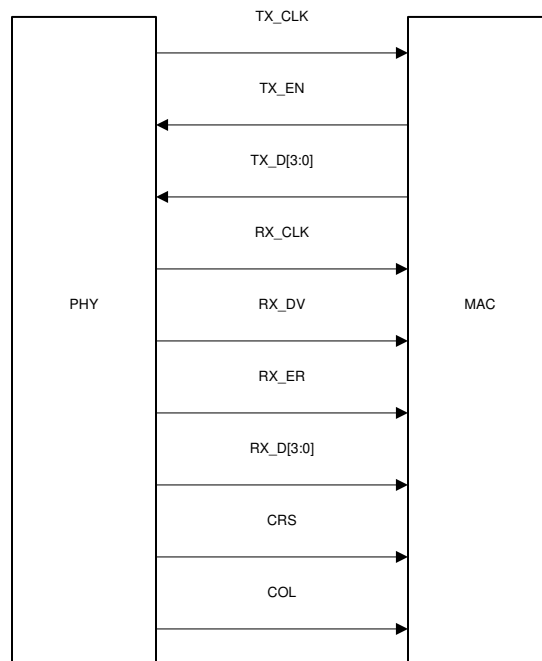 TX_CLK
TX_EN
TX_D[3:0]
RX_CLK
PHY
RX_DV
MAC
RX_ER
RX_D[3:0]
CRS
COL